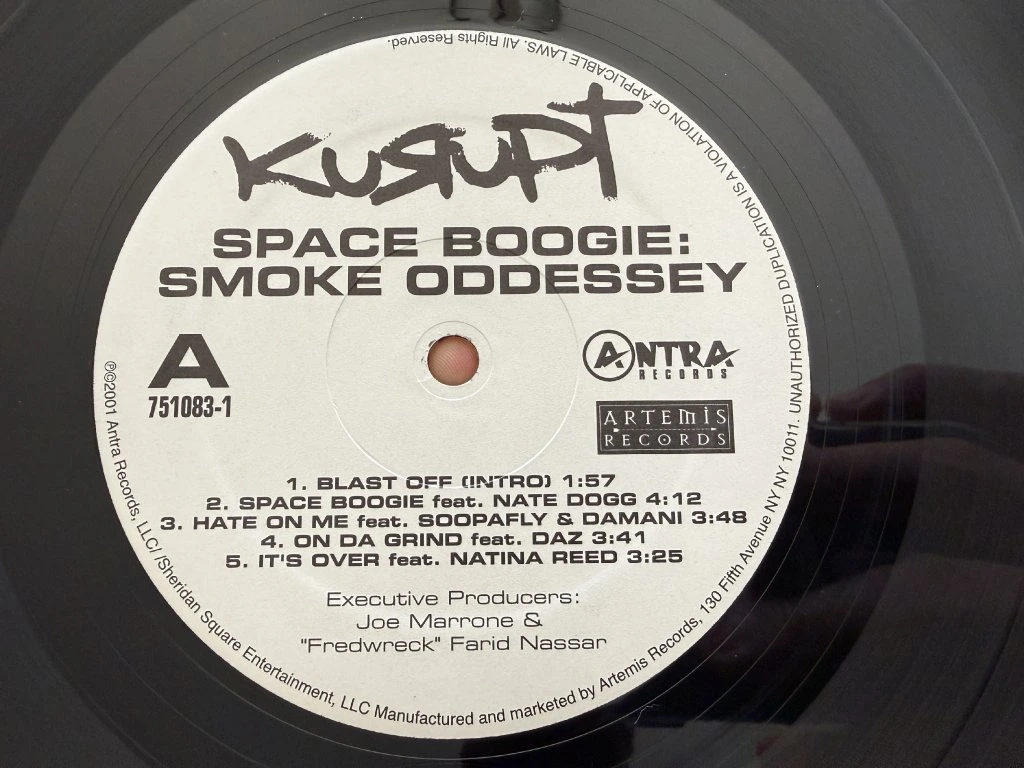 KURUPT
SPACE BOOGIE:
SMOKE ODDESSEY
A
751083-1
ANTRA
RECORDS
ARTEMIS
RECORDS
1. BLAST OFF (INTRO) 1:57
2. SPACE BOOGIE feat. NATE DOGG 4:12
3. HATE ON ME feat. SOOPAFLY & DAMANI 3:48
4. ON DA GRIND feat. DAZ 3:41
5. IT'S OVER feat. NATINA REED 3:25
Executive Producers:
Joe Marrone &
"Fredwreck" Farid Nassar
℗©2001 Antra Records, LLC/ /Sheridan Square Entertainment, LLC Manufactured and marketed by Artemis Records, 130 Fifth Avenue NY NY 10011. UNAUTHORIZED DUPLICATION IS A VIOLATION OF APPLICABLE LAWS. All Rights Reserved.